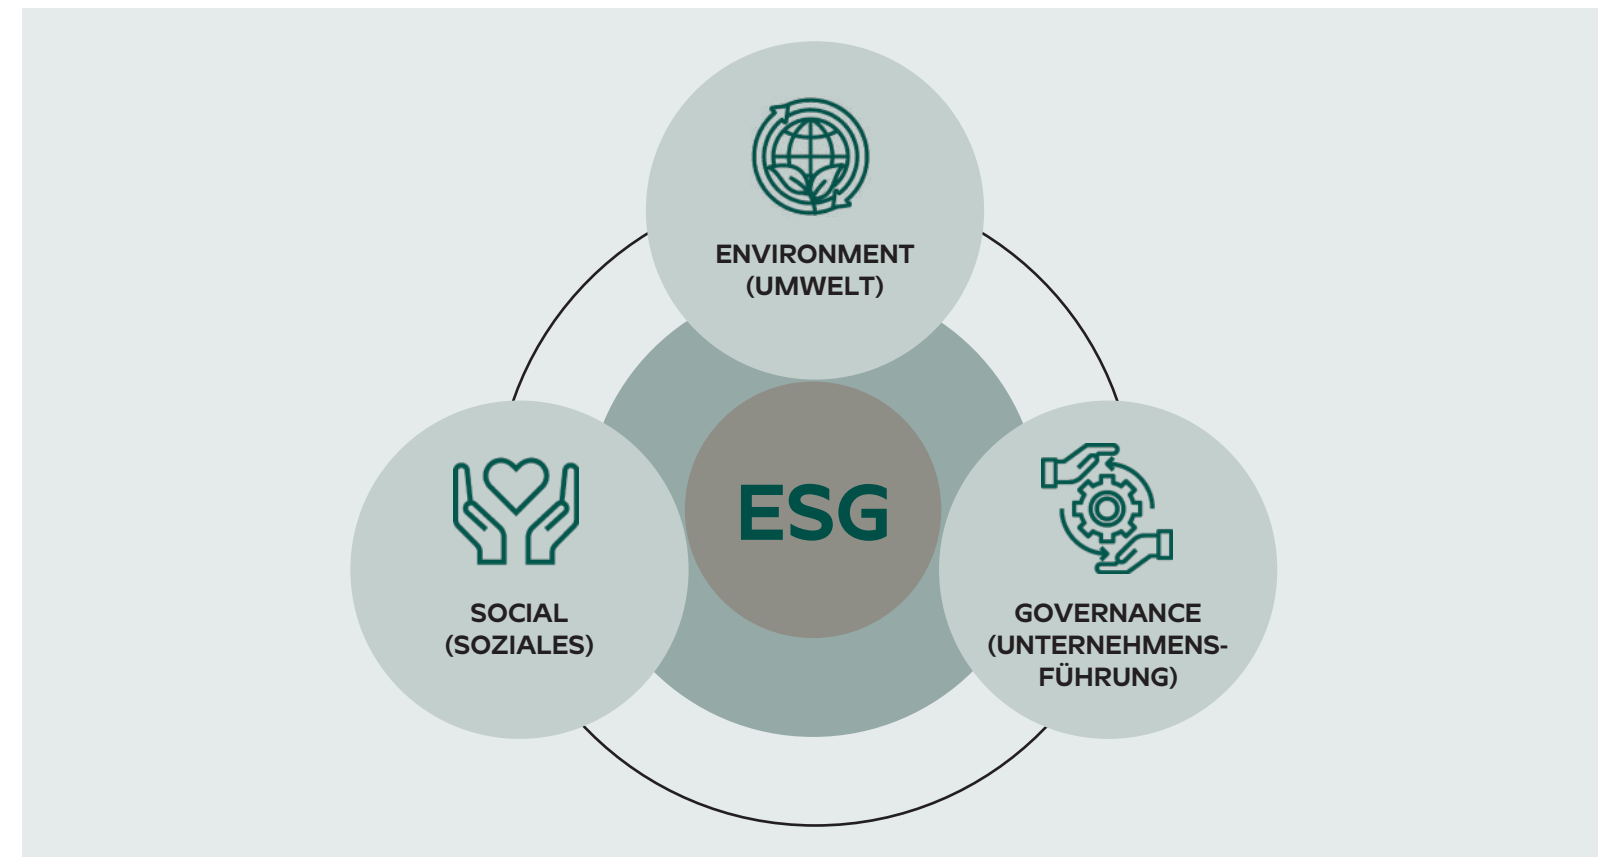 ENVIRONMENT
(UMWELT)
ESG
SOCIAL
(SOZIALES)
GOVERNANCE
(UNTERNEHMENS-
FÜHRUNG)